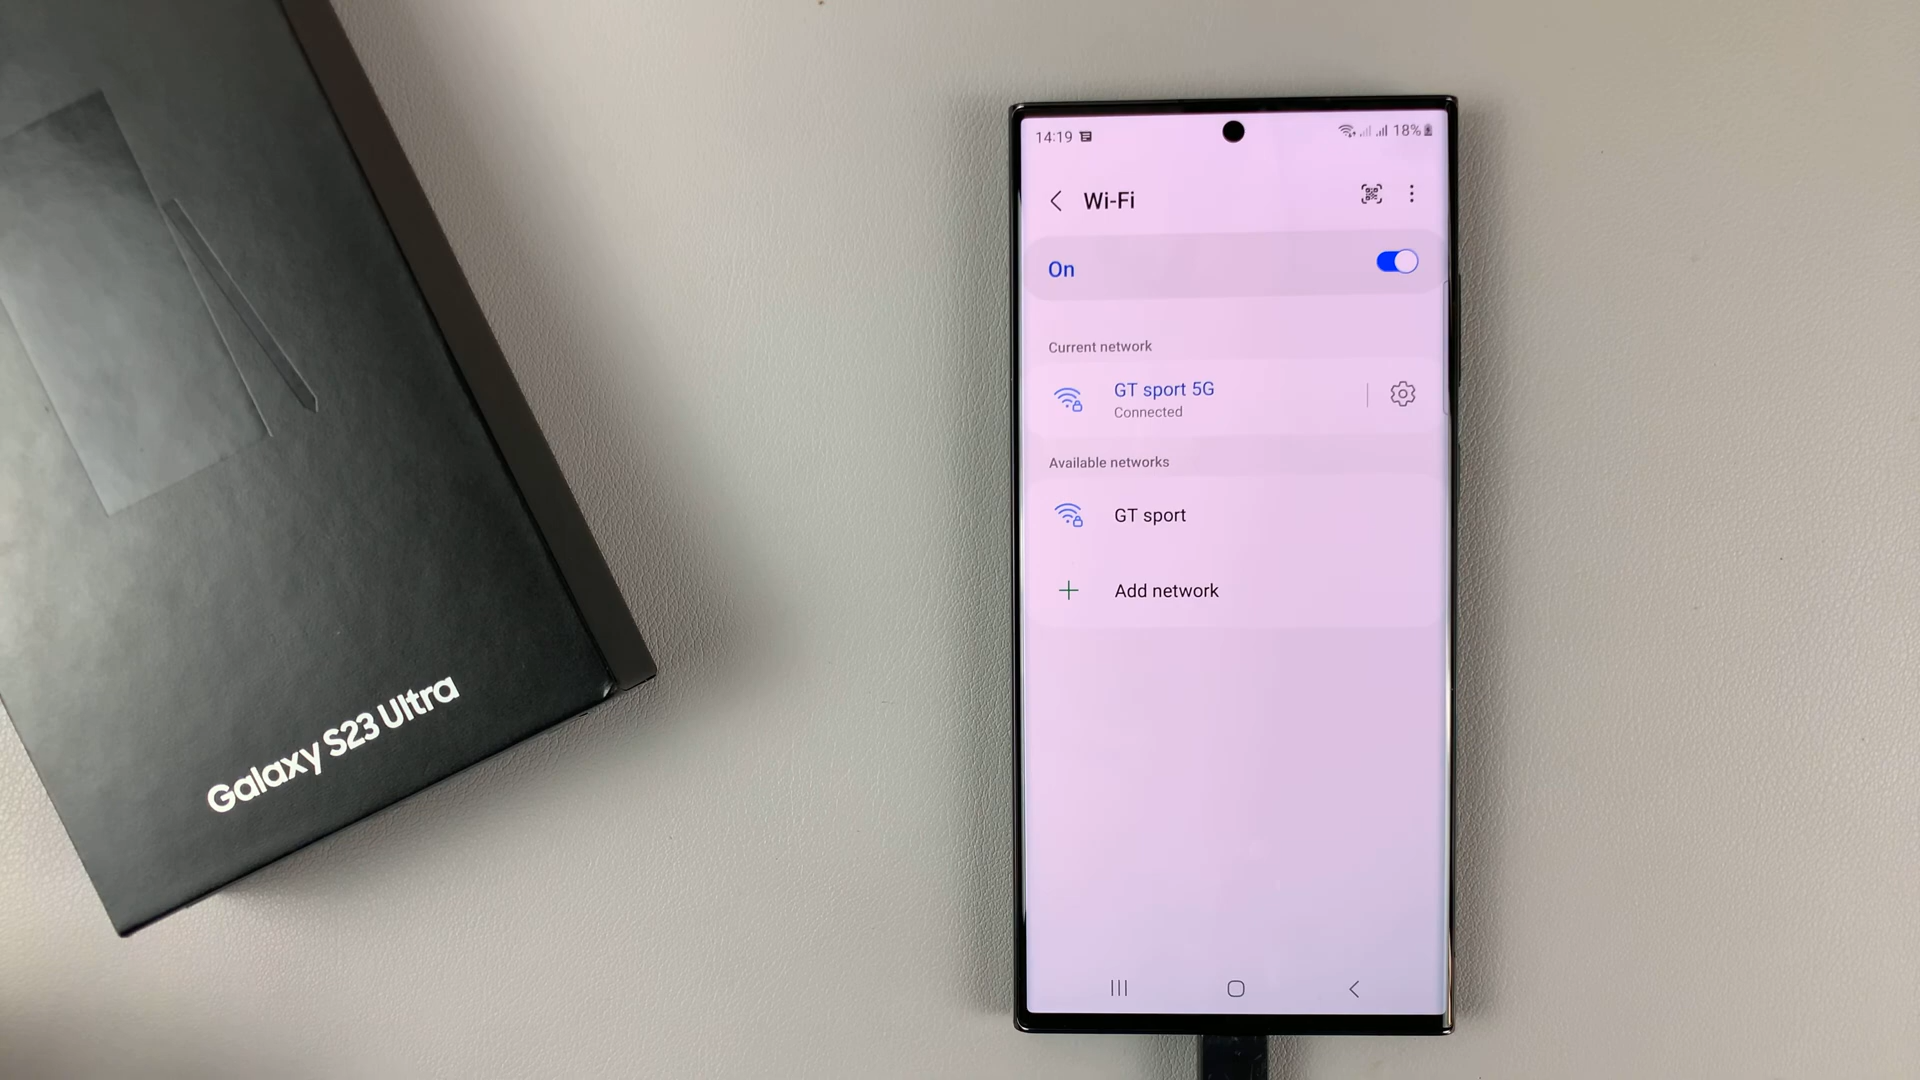 Galaxy S23 Ultra
14:19
18%
Wi-Fi
On
Current network
GT sport 5G
Connected
Available networks
GT sport
Add network